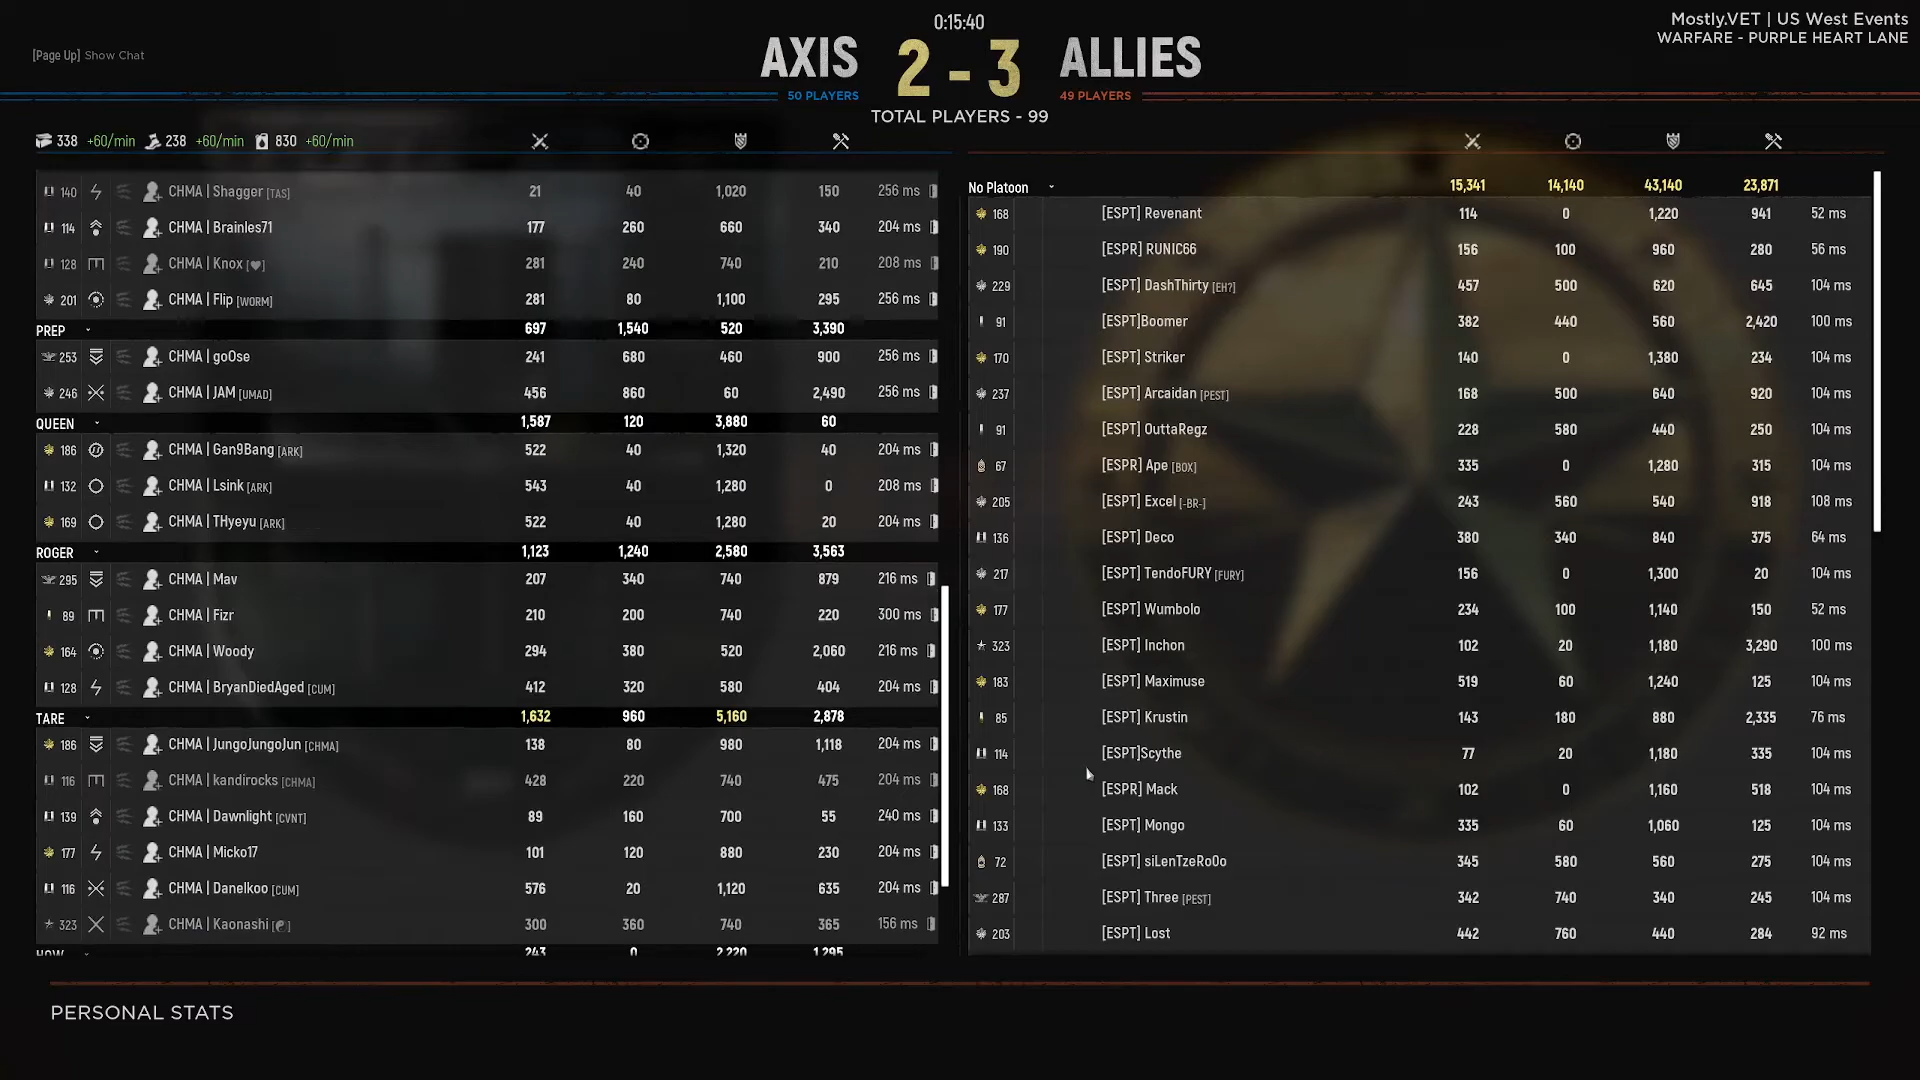 0:15:40
Mostly.VET | US West Events
WARFARE - PURPLE HEART LANE
[Page Up] Show Chat
AXIS 2 - 3 ALLIES
50 PLAYERS 49 PLAYERS
TOTAL PLAYERS - 99
338 +60/min 238 +60/min 830 +60/min
140 CHMA | Shagger [TAS] 21 40 1,020 150 256 ms
114 CHMA | Brainles71 177 260 660 340 204 ms
128 CHMA | Knox [♥] 281 240 740 210 208 ms
201 CHMA | Flip [WORM] 281 80 1,100 295 256 ms
PREP 697 1,540 520 3,390
253 CHMA | goOse 241 680 460 900 256 ms
246 CHMA | JAM [UMAD] 456 860 60 2,490 256 ms
QUEEN 1,587 120 3,880 60
186 CHMA | Gan9Bang [ARK] 522 40 1,320 40 204 ms
132 CHMA | Lsink [ARK] 543 40 1,280 0 208 ms
169 CHMA | THyeyu [ARK] 522 40 1,280 20 204 ms
ROGER 1,123 1,240 2,580 3,563
295 CHMA | Mav 207 340 740 879 216 ms
89 CHMA | Fizr 210 200 740 220 300 ms
164 CHMA | Woody 294 380 520 2,060 216 ms
128 CHMA | BryanDiedAged [CUM] 412 320 580 404 204 ms
TARE 1,632 960 5,160 2,878
186 CHMA | JungoJungoJun [CHMA] 138 80 980 1,118 204 ms
116 CHMA | kandirocks [CHMA] 428 220 740 475 204 ms
139 CHMA | Dawnlight [CVNT] 89 160 700 55 240 ms
177 CHMA | Micko17 101 120 880 230 204 ms
116 CHMA | Danelkoo [CUM] 576 20 1,120 635 204 ms
323 CHMA | Kaonashi 300 360 740 365 156 ms
HOW 243 0 2,220 1,295
No Platoon 15,341 14,140 43,140 23,871
168 [ESPT] Revenant 114 0 1,220 941 52 ms
190 [ESPR] RUNIC66 156 100 960 280 56 ms
229 [ESPT] DashThirty [EH?] 457 500 620 645 104 ms
91 [ESPT]Boomer 382 440 560 2,420 100 ms
170 [ESPT] Striker 140 0 1,380 234 104 ms
237 [ESPT] Arcaidan [PEST] 168 500 640 920 104 ms
91 [ESPT] OuttaRegz 228 580 440 250 104 ms
67 [ESPR] Ape [BOX] 335 0 1,280 315 104 ms
205 [ESPT] Excel [-BR-] 243 560 540 918 108 ms
136 [ESPT] Deco 380 340 840 375 64 ms
217 [ESPT] TendoFURY [FURY] 156 0 1,300 20 104 ms
177 [ESPT] Wumbolo 234 100 1,140 150 52 ms
323 [ESPT] Inchon 102 20 1,180 3,290 100 ms
183 [ESPT] Maximuse 519 60 1,240 125 104 ms
85 [ESPT] Krustin 143 180 880 2,335 76 ms
114 [ESPT]Scythe 77 20 1,180 335 104 ms
168 [ESPR] Mack 102 0 1,160 518 104 ms
133 [ESPT] Mongo 335 60 1,060 125 104 ms
72 [ESPT] siLenTzeRoOo 345 580 560 275 104 ms
287 [ESPT] Three [PEST] 342 740 340 245 104 ms
203 [ESPT] Lost 442 760 440 284 92 ms
PERSONAL STATS